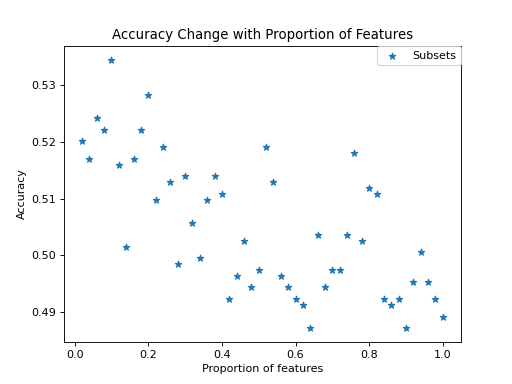 Accuracy Change with Proportion of Features
Subsets
0.53
0.52
0.51
0.50
0.49
Accuracy
0.0 0.2 0.4 0.6 0.8 1.0
Proportion of features